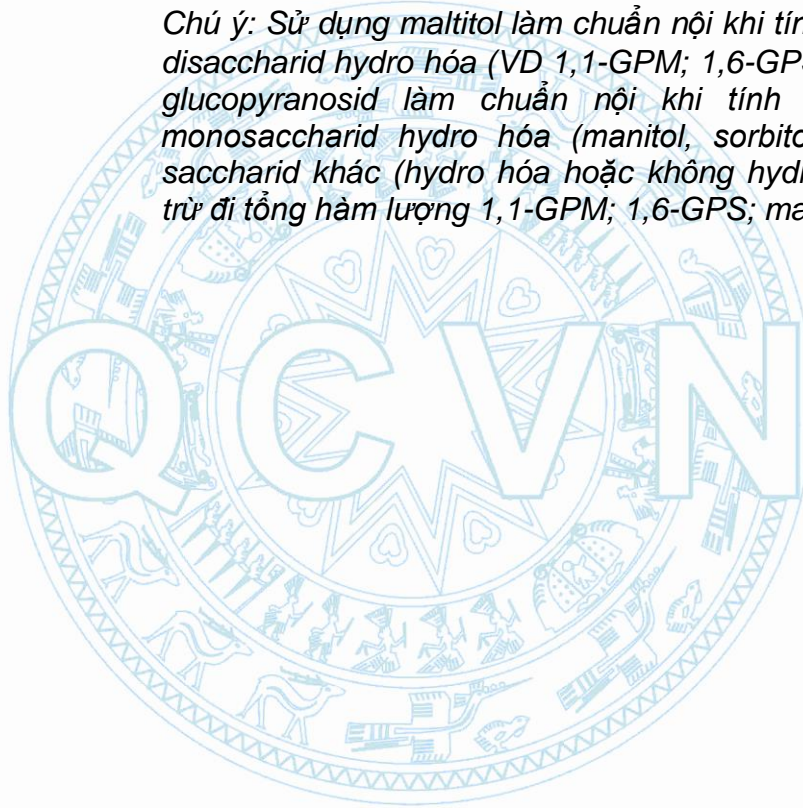 Chú ý: Sử dụng maltitol làm chuẩn nội khi tín
disaccharid hydro hóa (VD 1,1-GPM; 1,6-GPS
glucopyranosid làm chuẩn nội khi tính
monosaccharid hydro hóa (manitol, sorbito
saccharid khác (hydro hóa hoặc không hydr
trừ đi tổng hàm lượng 1,1-GPM; 1,6-GPS; ma
QCVN